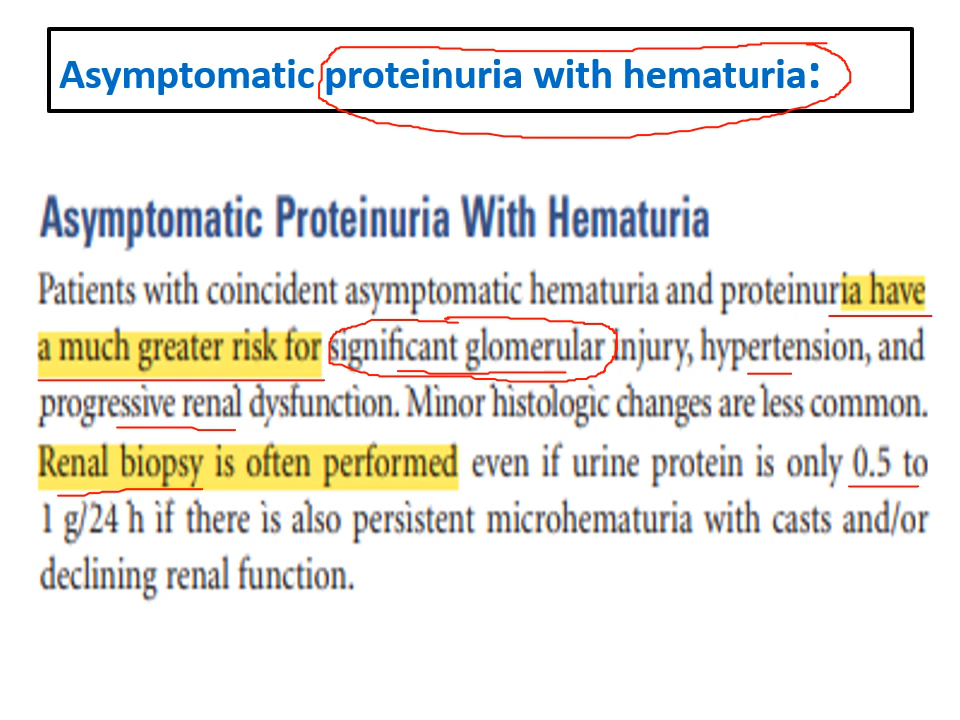 Asymptomatic proteinuria with hematuria:
Asymptomatic Proteinuria With Hematuria
Patients with coincident asymptomatic hematuria and proteinuria have
a much greater risk for significant glomerular injury, hypertension, and
progressive renal dysfunction. Minor histologic changes are less common.
Renal biopsy is often performed even if urine protein is only 0.5 to
1 g/24 h if there is also persistent microhematuria with casts and/or
declining renal function.